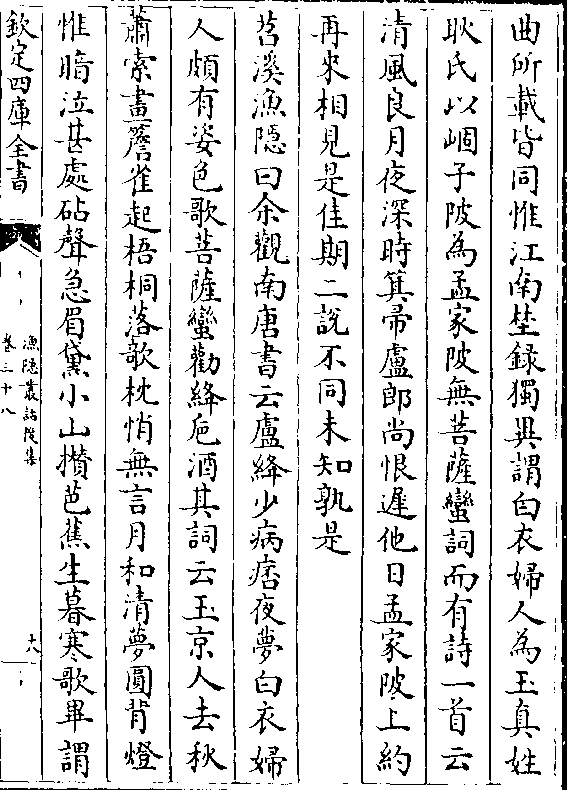 曲所載皆同惟江南埜録獨異謂白衣婦人為玉真姓
耿氏以崓子陂為孟家陂無菩薩蠻詞而有詩一首云
清風良月夜深時箕帚盧郎尚恨遲他日孟家陂上約
再來相見是佳期二說不同未知孰是
苕溪漁隱曰余觀南唐書云盧絳少病痁夜夢白衣婦
人頗有姿色歌菩薩蠻勸絳巵酒其詞云玉京人去秋
蕭索畫簷雀起梧桐落欹枕悄無言月和清夢圓背燈
惟暗泣甚處砧聲急眉黛小山攅芭蕉生暮寒歌畢謂
欽定四庫全書
漁隠叢話後集
卷三十八
十八